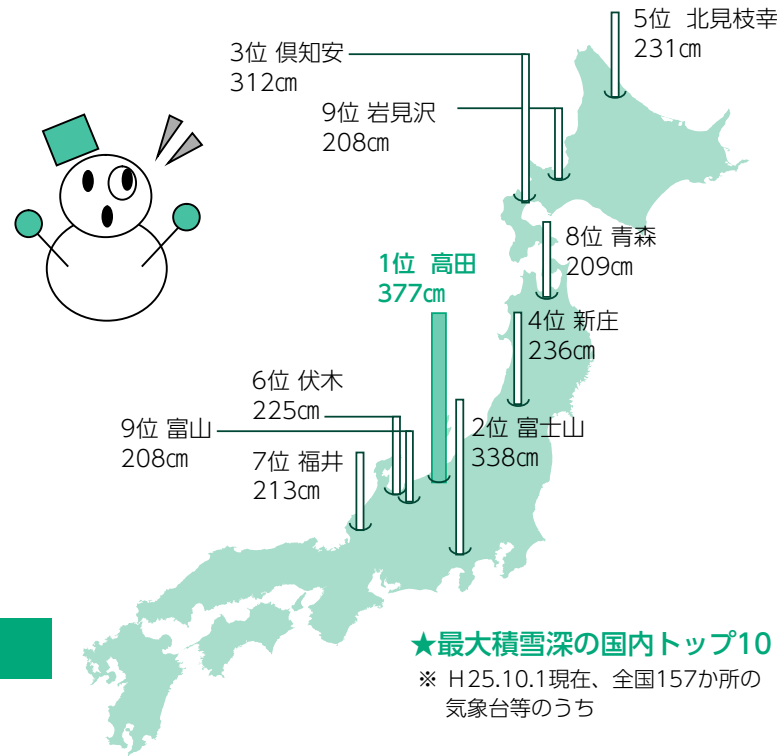 5位 北見枝幸
231㎝
3位 倶知安
312㎝
9位 岩見沢
208㎝
8位 青森
209㎝
1位 高田
377㎝
4位 新庄
236㎝
6位 伏木
225㎝
9位 富山
208㎝
2位 富士山
338㎝
7位 福井
213㎝
★最大積雪深の国内トップ10
※ H25.10.1現在、全国157か所の
気象台等のうち